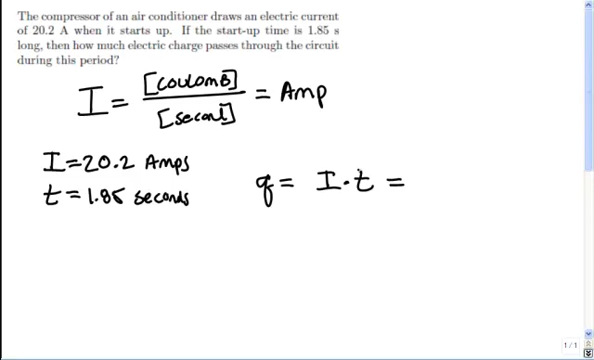 The compressor of an air conditioner draws an electric current
of 20.2 A when it starts up. If the start-up time is 1.85 s
long, then how much electric charge passes through the circuit
during this period?
I = [coulomb] / [second] = Amp
I = 20.2 Amps
t = 1.85 seconds
q = I · t =
1 / 1